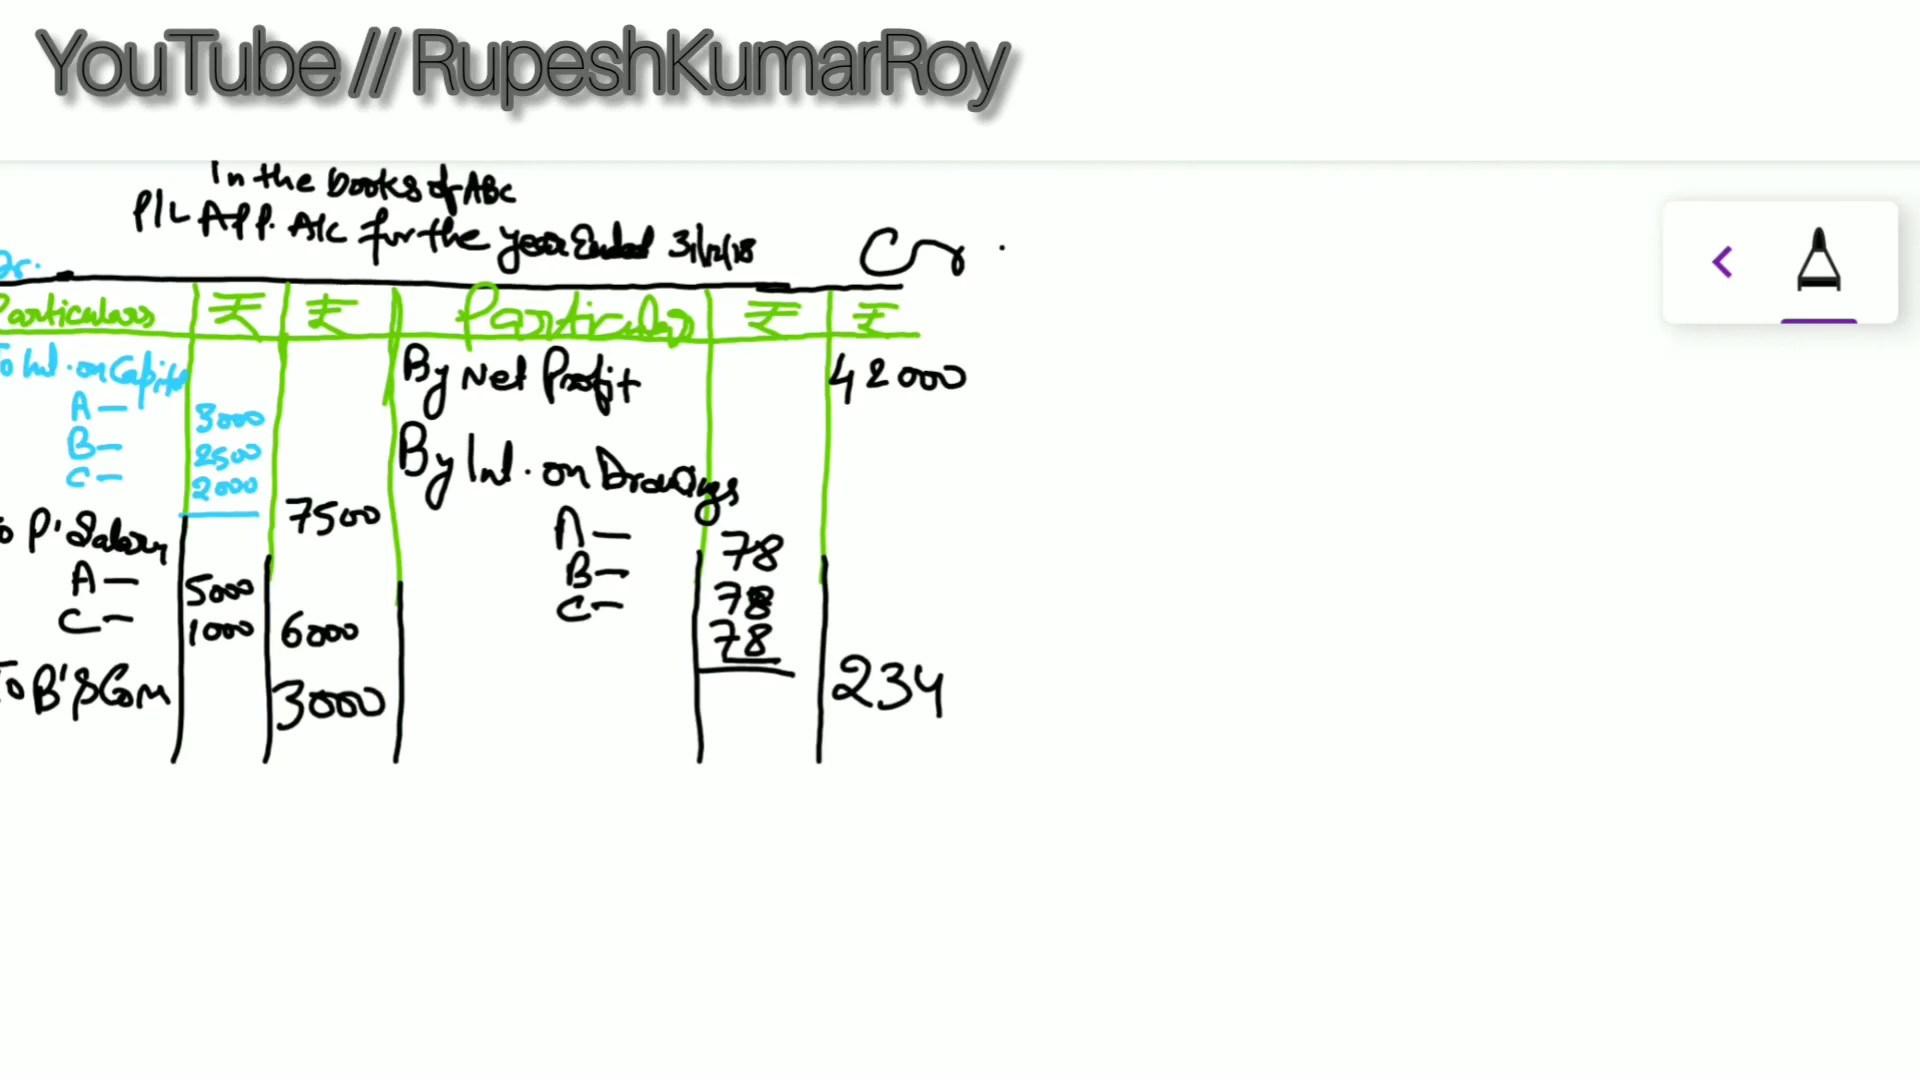 YouTube // RupeshKumarRoy
In the books of ABC
P/L APP. A/c for the year Ended 31/12/18
Dr. Cr.
Particulars ₹ ₹ Particulars ₹ ₹
To Int. on Capital By Net Profit 42000
A — 3000
B — 2500 By Int. on Drawings
C — 2000
7500
To P' Salary A — 78
A — 5000 B — 78
C — 1000 6000 C — 78
To B's Com 3000 234